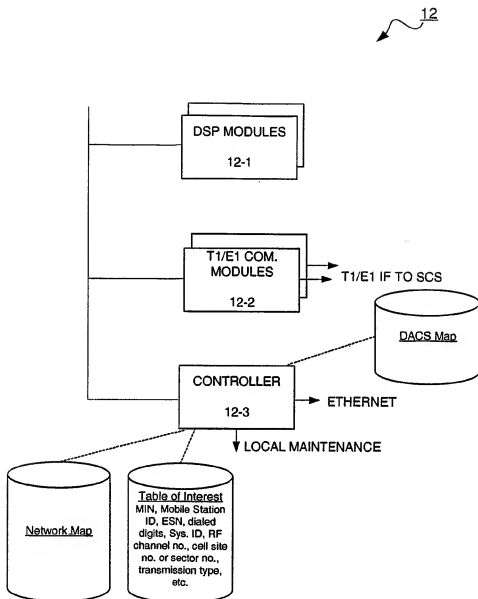 12
DSP MODULES
12-1
T1/E1 COM.
MODULES
12-2
T1/E1 IF TO SCS
DACS Map
CONTROLLER
12-3
ETHERNET
LOCAL MAINTENANCE
Network Map
Table of Interest
MIN, Mobile Station
ID, ESN, dialed
digits, Sys. ID, RF
channel no., cell site
no. or sector no.,
transmission type,
etc.